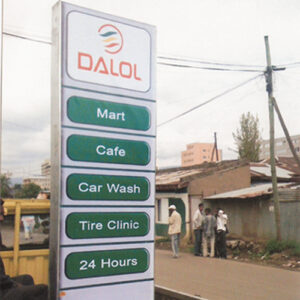 DALOL
Mart
Cafe
Car Wash
Tire Clinic
24 Hours